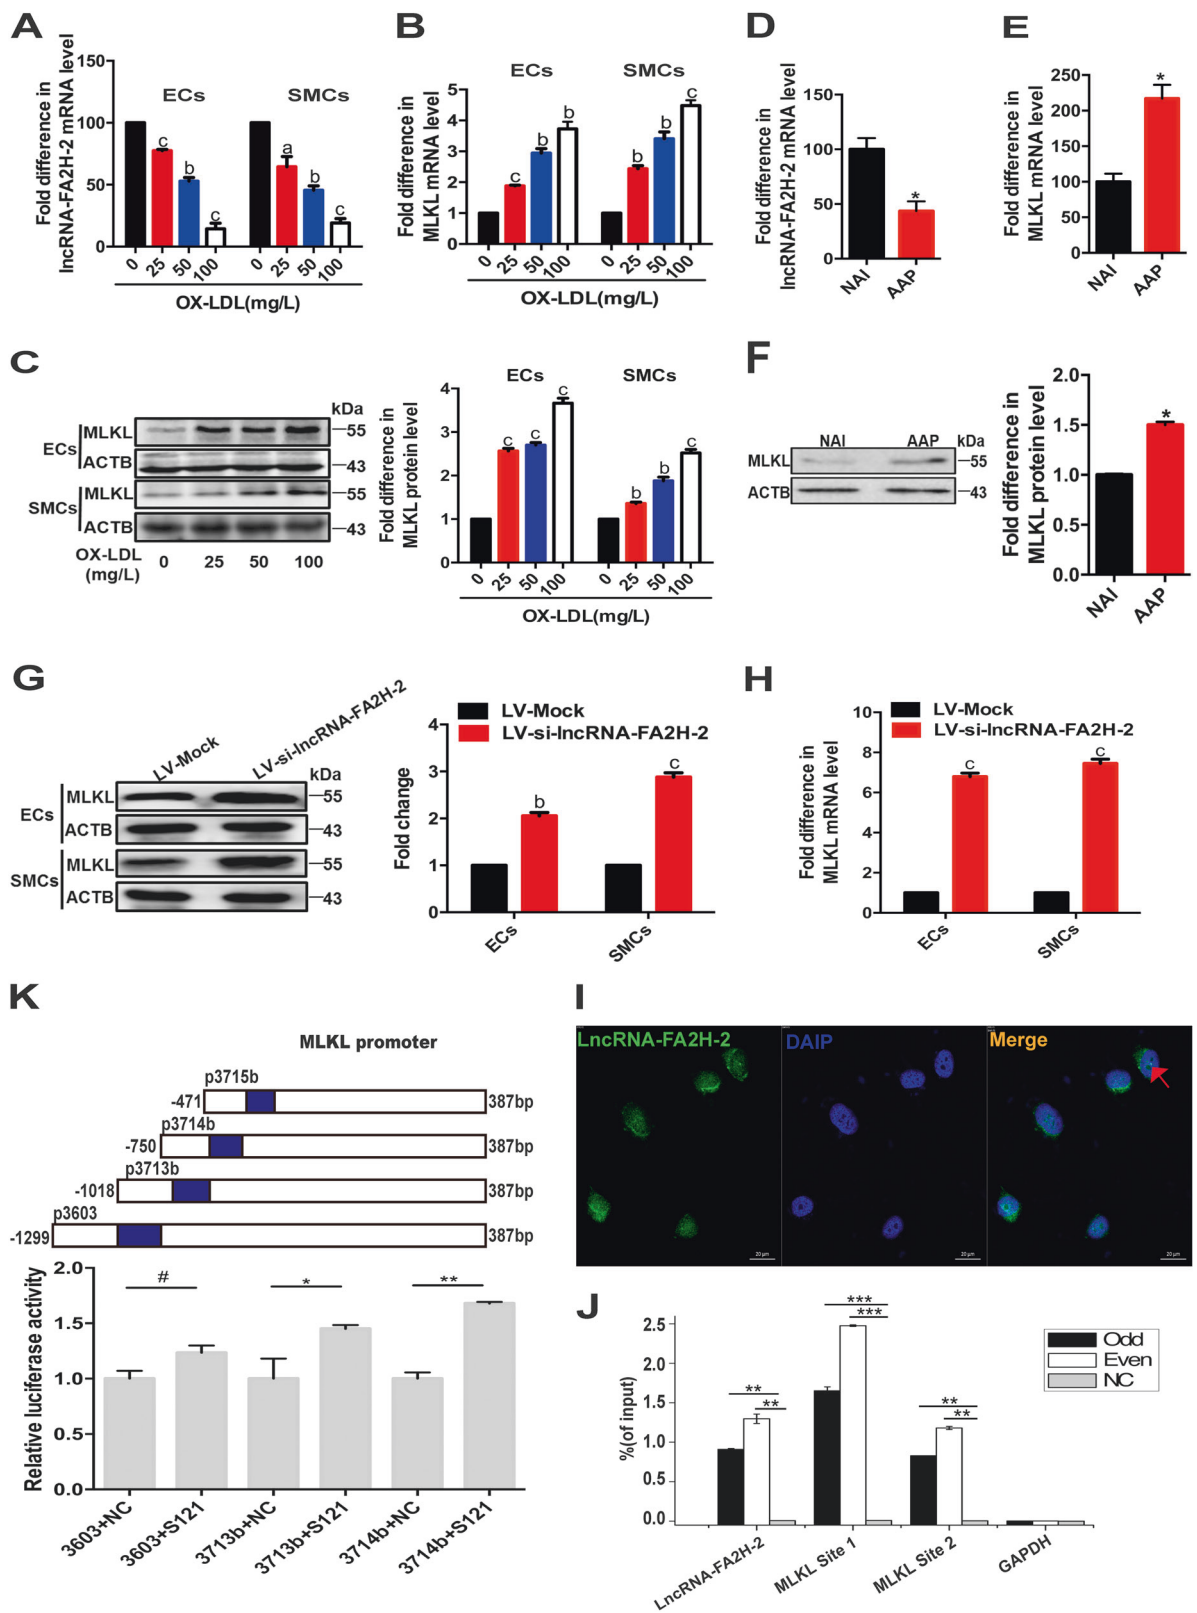 A
Fold difference in
lncRNA-FA2H-2 mRNA level
150
100
50
0
ECs
SMCs
c
b
c
a
b
c
0 25 50 100 0 25 50 100
OX-LDL(mg/L)
B
Fold difference in
MLKL mRNA level
5
4
3
2
1
0
ECs
SMCs
c
b
b
b
b
c
0 25 50 100 0 25 50 100
OX-LDL(mg/L)
D
Fold difference in
lncRNA-FA2H-2 mRNA level
150
100
50
0
*
NAI AAP
E
Fold difference in
MLKL mRNA level
250
200
150
100
50
0
*
NAI AAP
C
kDa
ECs
MLKL
55
ACTB
43
SMCs
MLKL
55
ACTB
43
OX-LDL
(mg/L)
0 25 50 100
Fold difference in
MLKL protein level
4
3
2
1
0
ECs
SMCs
c
c
c
b
b
c
0 25 50 100 0 25 50 100
OX-LDL(mg/L)
F
NAI AAP kDa
MLKL
55
ACTB
43
Fold difference in
MLKL protein level
2.0
1.5
1.0
0.5
0.0
*
NAI AAP
G
LV-Mock
LV-si-lncRNA-FA2H-2
kDa
ECs
MLKL
55
ACTB
43
SMCs
MLKL
55
ACTB
43
LV-Mock
LV-si-lncRNA-FA2H-2
Fold change
4
3
2
1
0
b
c
ECs SMCs
H
LV-Mock
LV-si-lncRNA-FA2H-2
Fold difference in
MLKL mRNA level
10
8
6
4
2
0
c
c
ECs SMCs
K
MLKL promoter
p3715b
-471 387bp
p3714b
-750 387bp
p3713b
-1018 387bp
p3603
-1299 387bp
Relative luciferase activity
2.0
1.5
1.0
0.5
0.0
#
*
**
3603+NC
3603+S121
3713b+NC
3713b+S121
3714b+NC
3714b+S121
I
LncRNA-FA2H-2
DAIP
Merge
20 μm
20 μm
20 μm
J
%(of input)
2.5
2.0
1.5
1.0
0.5
0.0
**
**
***
***
**
**
Odd
Even
NC
LncRNA-FA2H-2
MLKL Site 1
MLKL Site 2
GAPDH